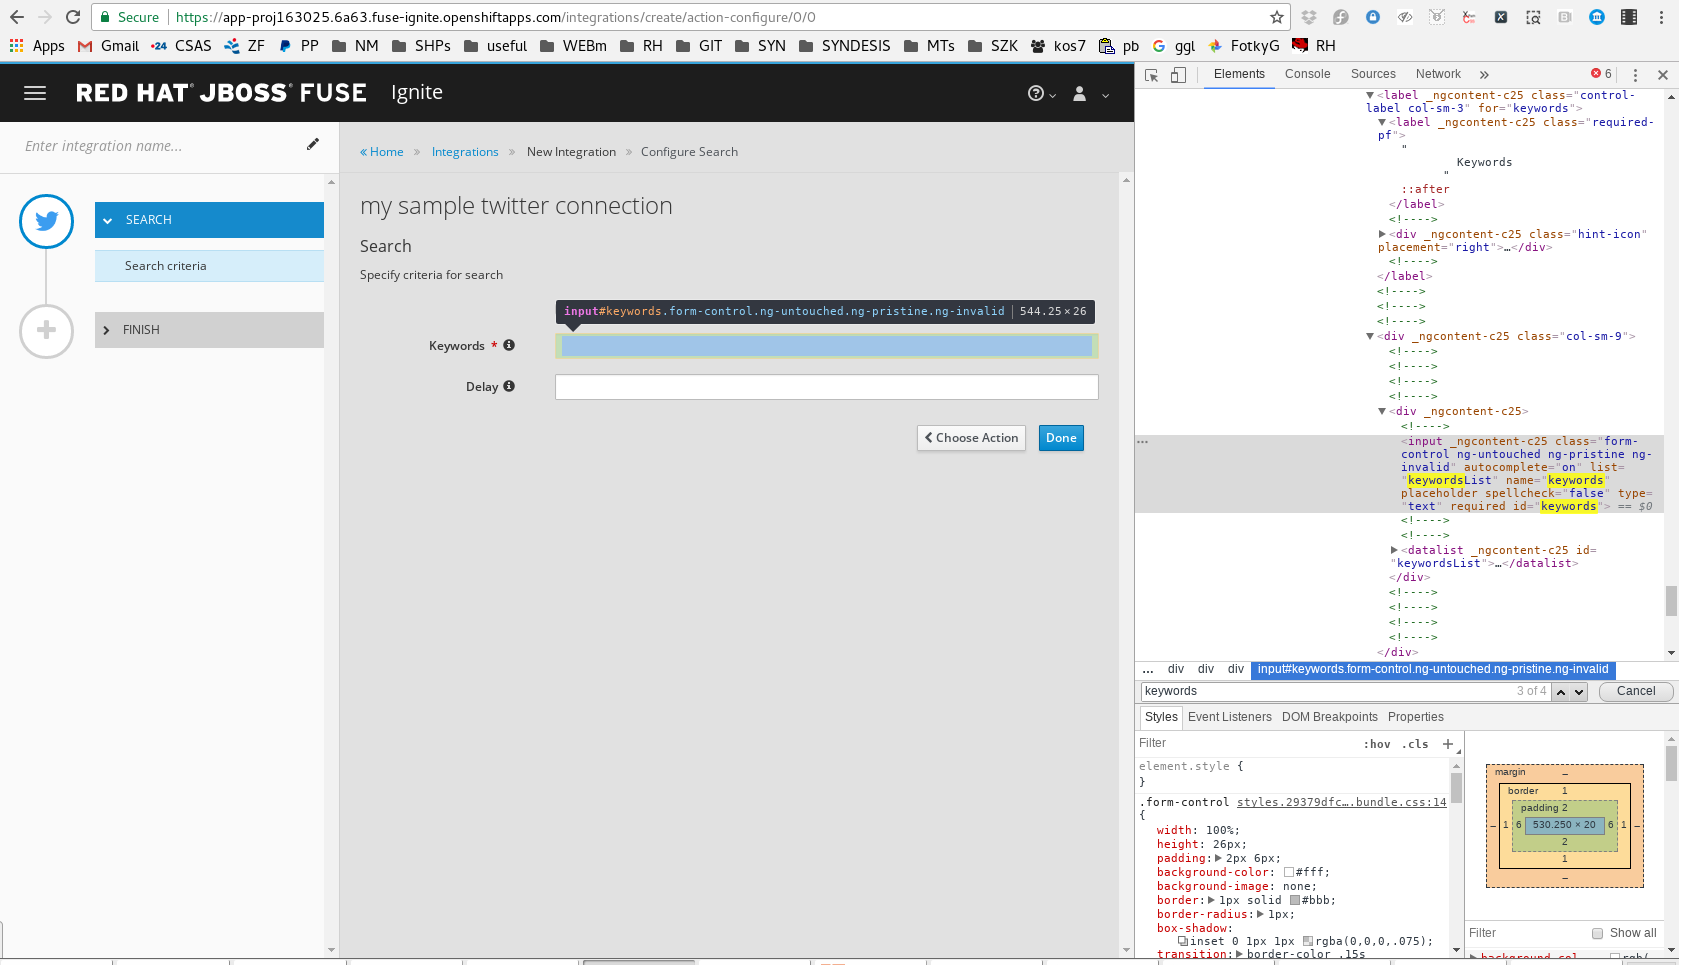 Secure https://app-proj163025.6a63.fuse-ignite.openshiftapps.com/integrations/create/action-configure/0/0
Apps Gmail -24 CSAS ZF PP NM SHPs useful WEBm RH GIT SYN SYNDESIS MTs SZK kos7 pb ggl FotkyG RH
RED HAT JBOSS FUSE Ignite
Enter integration name...
SEARCH
Search criteria
FINISH
« Home » Integrations » New Integration » Configure Search
my sample twitter connection
Search
Specify criteria for search
input#keywords.form-control.ng-untouched.ng-pristine.ng-invalid | 544.25 × 26
Keywords *
Delay
Choose Action Done
Elements Console Sources Network » 6
<label _ngcontent-c25 class="control-
label col-sm-3" for="keywords">
<label _ngcontent-c25 class="required-
pf">
"
Keywords
"
::after
</label>
<!---->
<div _ngcontent-c25 class="hint-icon"
placement="right">…</div>
<!---->
</label>
<!---->
<!---->
<!---->
<div _ngcontent-c25 class="col-sm-9">
<!---->
<!---->
<!---->
<!---->
<div _ngcontent-c25>
<!---->
<input _ngcontent-c25 class="form-
control ng-untouched ng-pristine ng-
invalid" autocomplete="on" list=
"keywordsList" name="keywords"
placeholder spellcheck="false" type=
"text" required id="keywords"> == $0
<!---->
<!---->
<datalist _ngcontent-c25 id=
"keywordsList">…</datalist>
</div>
<!---->
<!---->
<!---->
<!---->
</div>
... div div div input#keywords.form-control.ng-untouched.ng-pristine.ng-invalid
keywords 3 of 4 Cancel
Styles Event Listeners DOM Breakpoints Properties
Filter :hov .cls +
element.style {
}
.form-control styles.29379dfc….bundle.css:14
{
width: 100%;
height: 26px;
padding: 2px 6px;
background-color: #fff;
background-image: none;
border: 1px solid #bbb;
border-radius: 1px;
box-shadow:
inset 0 1px 1px rgba(0,0,0,.075);
transition: border-color .15s
margin –
border 1
padding 2
– 1 6 530.250 × 20 6 1 –
2
1
–
Filter Show all
background-col rgb(